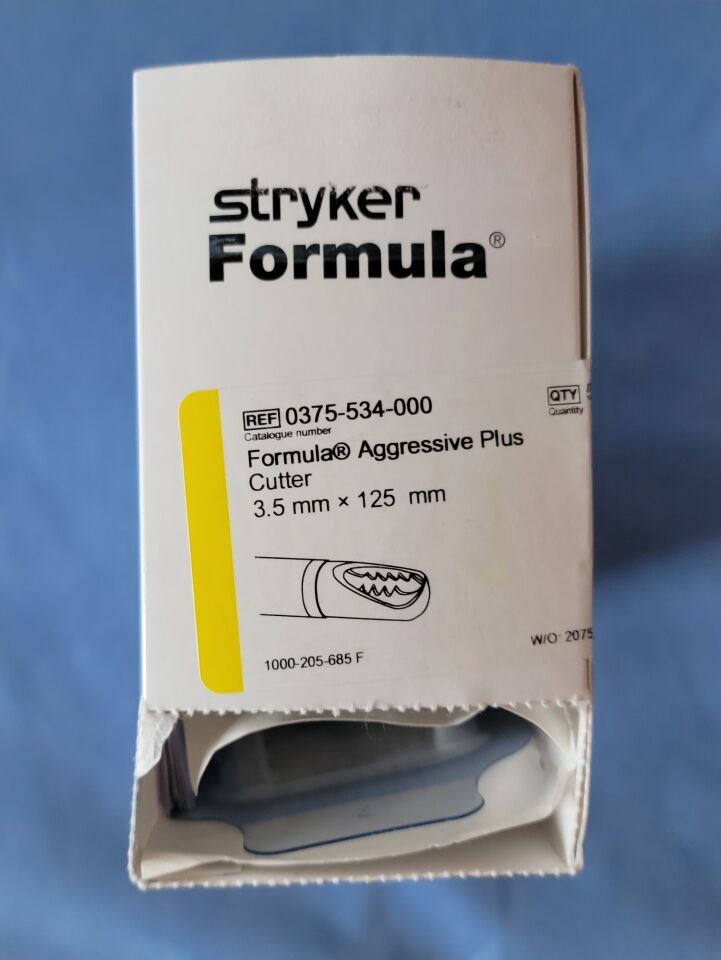 stryker
Formula®
REF 0375-534-000
Catalogue number
QTY
Quantity
Formula® Aggressive Plus
Cutter
3.5 mm × 125 mm
1000-205-685 F
W/O: 2075